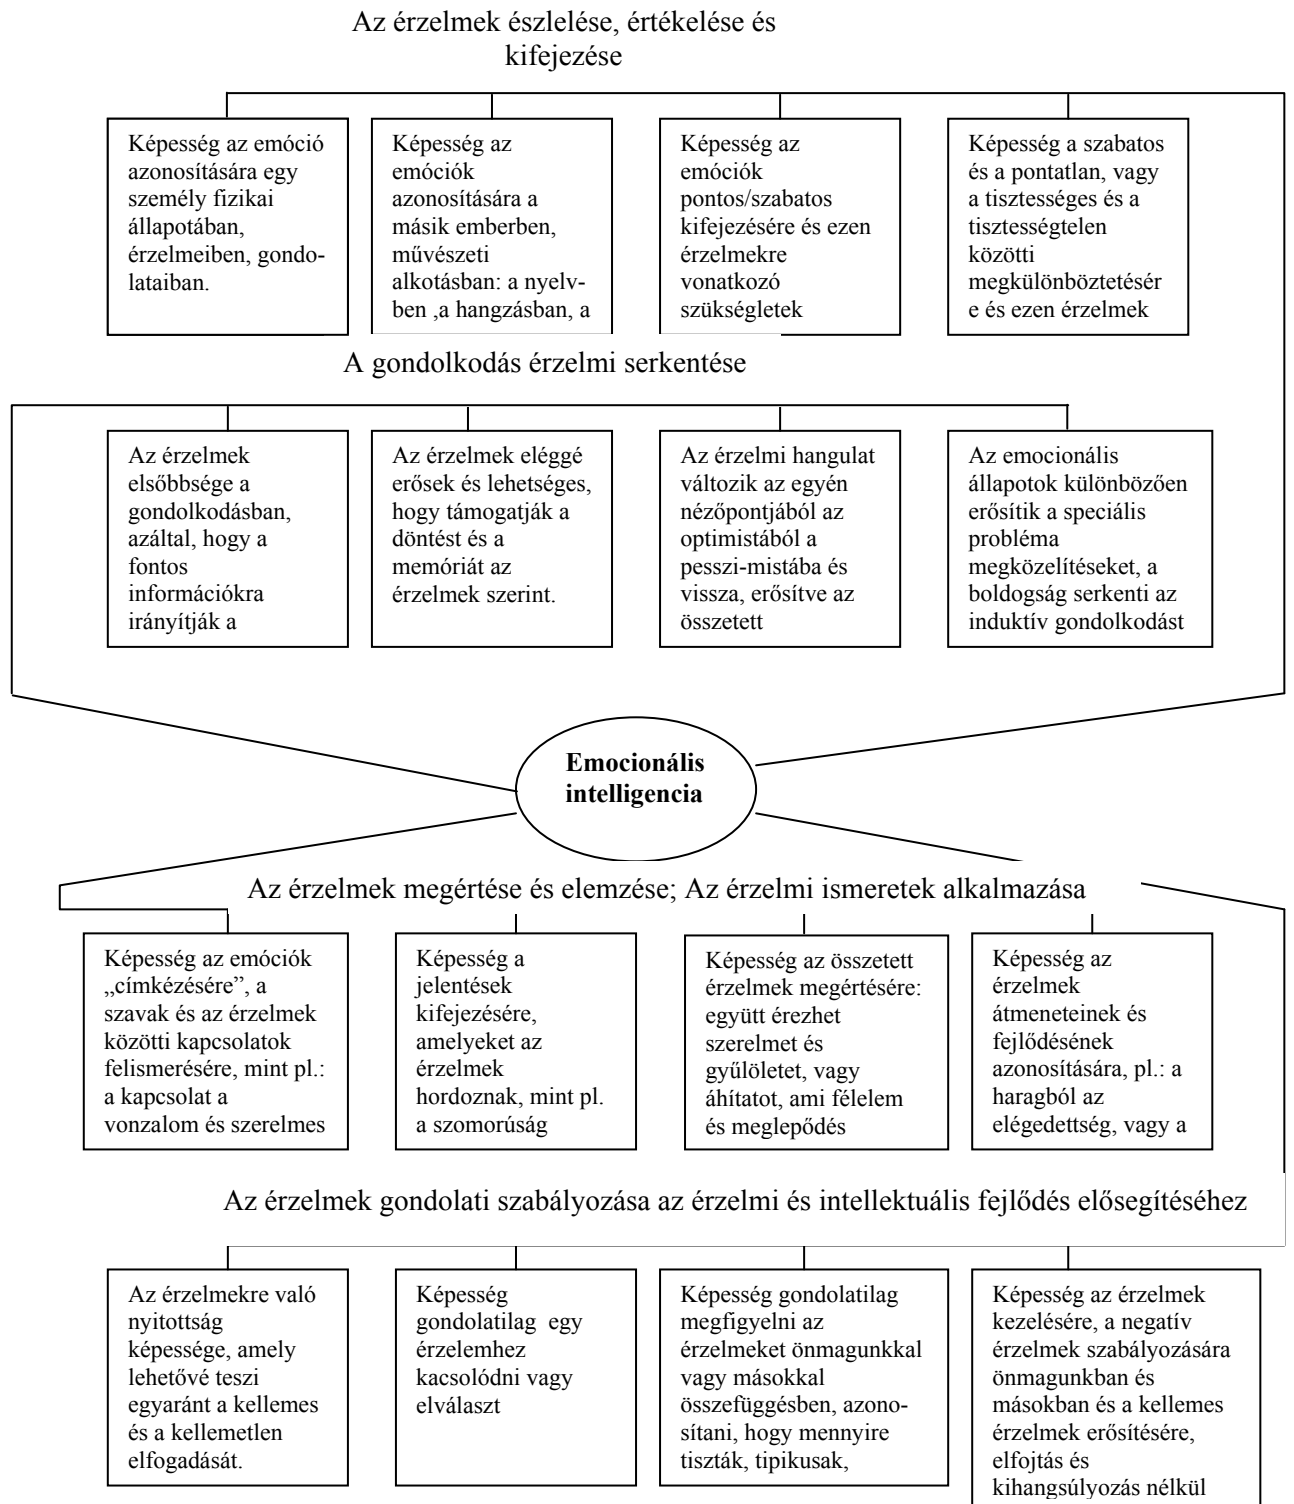 Az érzelmek észlelése, értékelése és
kifejezése
Képesség az emóció
azonosítására egy
személy fizikai
állapotában,
érzelmeiben, gondo-
lataiban.
Képesség az
emóciók
azonosítására a
másik emberben,
művészeti
alkotásban: a nyelv-
ben ,a hangzásban, a
Képesség az
emóciók
pontos/szabatos
kifejezésére és ezen
érzelmekre
vonatkozó
szükségletek
Képesség a szabatos
és a pontatlan, vagy
a tisztességes és a
tisztességtelen
közötti
megkülönböztetésér
e és ezen érzelmek
A gondolkodás érzelmi serkentése
Az érzelmek
elsőbbsége a
gondolkodásban,
azáltal, hogy a
fontos
információkra
irányítják a
Az érzelmek eléggé
erősek és lehetséges,
hogy támogatják a
döntést és a
memóriát az
érzelmek szerint.
Az érzelmi hangulat
változik az egyén
nézőpontjából az
optimistából a
pesszi-mistába és
vissza, erősítve az
összetett
Az emocionális
állapotok különbözően
erősítik a speciális
probléma
megközelítéseket, a
boldogság serkenti az
induktív gondolkodást
Emocionális
intelligencia
Az érzelmek megértése és elemzése; Az érzelmi ismeretek alkalmazása
Képesség az emóciók
„címkézésére”, a
szavak és az érzelmek
közötti kapcsolatok
felismerésére, mint pl.:
a kapcsolat a
vonzalom és szerelmes
Képesség a
jelentések
kifejezésére,
amelyeket az
érzelmek
hordoznak, mint pl.
a szomorúság
Képesség az összetett
érzelmek megértésére:
együtt érezhet
szerelmet és
gyűlöletet, vagy
áhítatot, ami félelem
és meglepődés
Képesség az
érzelmek
átmeneteinek és
fejlődésének
azonosítására, pl.: a
haragból az
elégedettség, vagy a
Az érzelmek gondolati szabályozása az érzelmi és intellektuális fejlődés elősegítéséhez
Az érzelmekre való
nyitottság
képessége, amely
lehetővé teszi
egyaránt a kellemes
és a kellemetlen
elfogadását.
Képesség
gondolatilag egy
érzelemhez
kacsolódni vagy
elválaszt
Képesség gondolatilag
megfigyelni az
érzelmeket önmagunkkal
vagy másokkal
összefüggésben, azono-
sítani, hogy mennyire
tiszták, tipikusak,
Képesség az érzelmek
kezelésére, a negatív
érzelmek szabályozására
önmagunkban és
másokban és a kellemes
érzelmek erősítésére,
elfojtás és
kihangsúlyozás nélkül